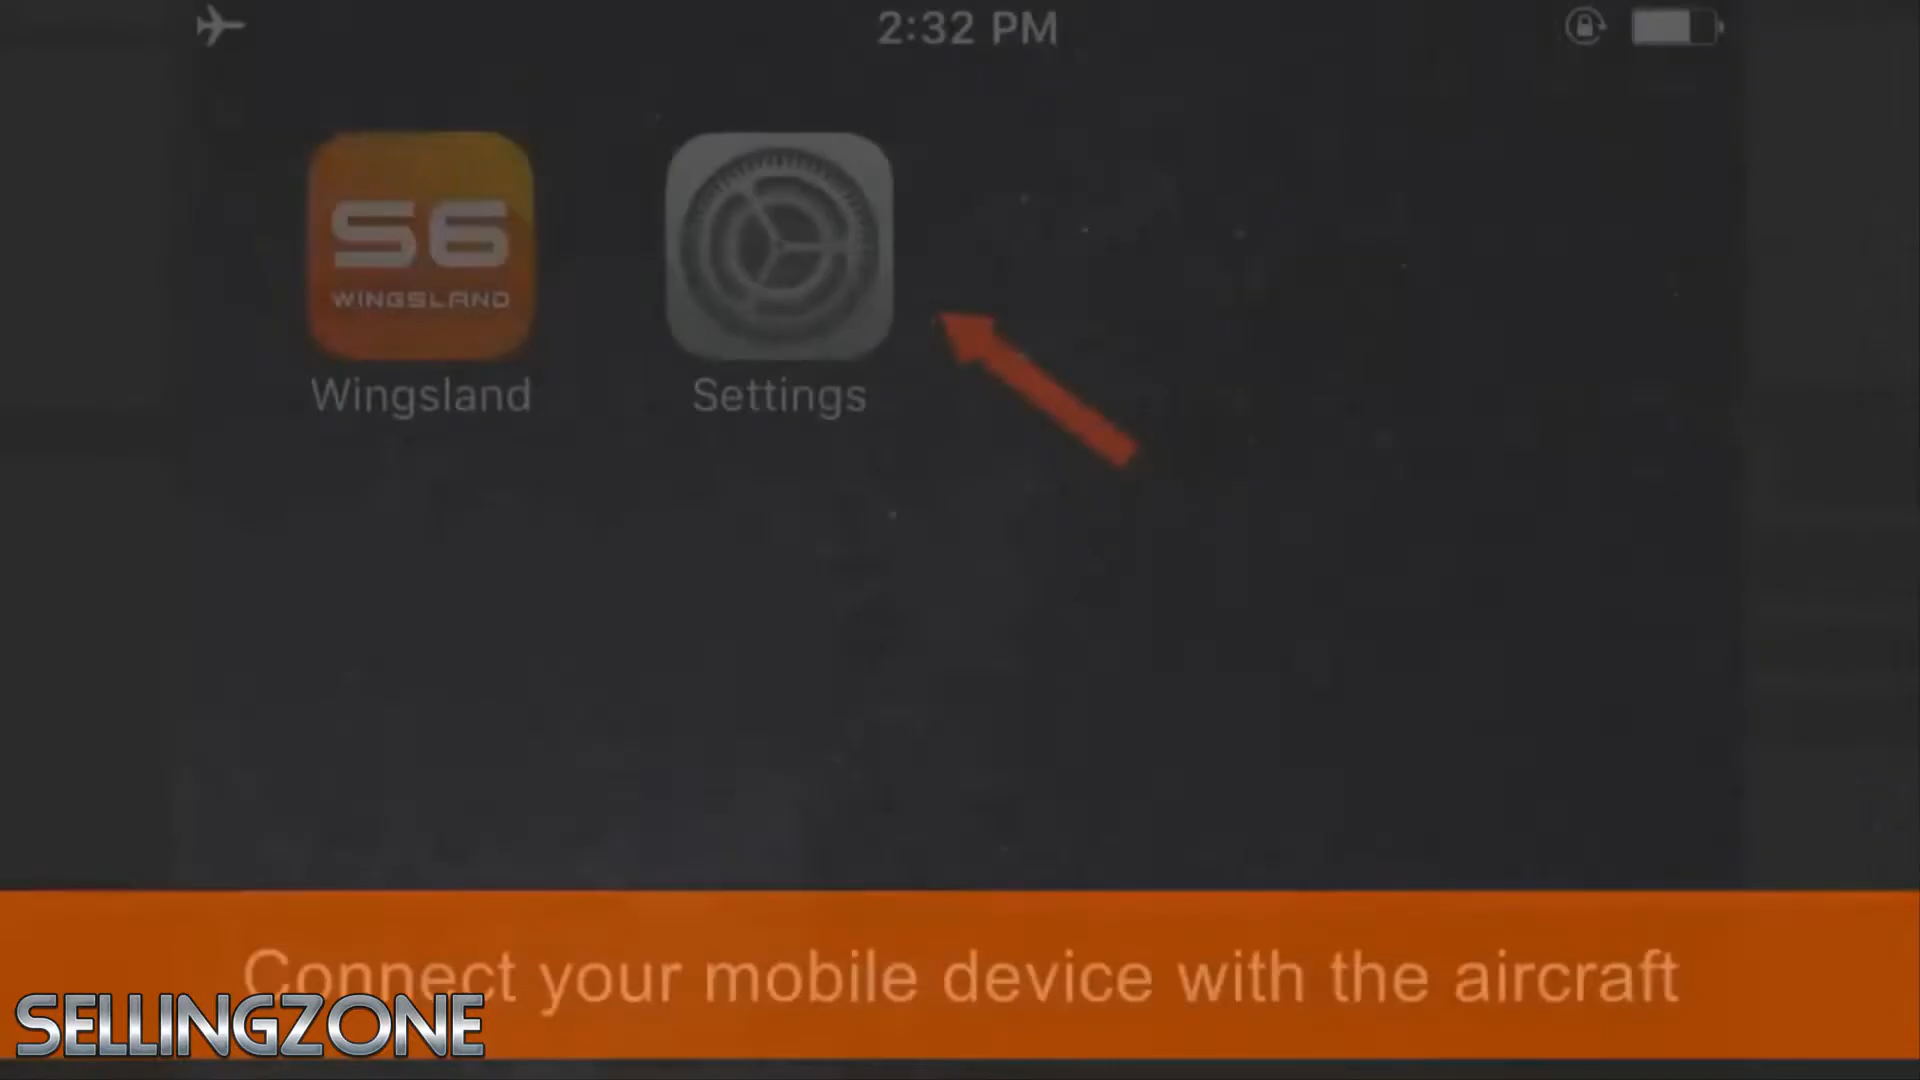 2:32 PM
S6
WINGSLAND
Wingsland
Settings
Connect your mobile device with the aircraft
SELLINGZONE